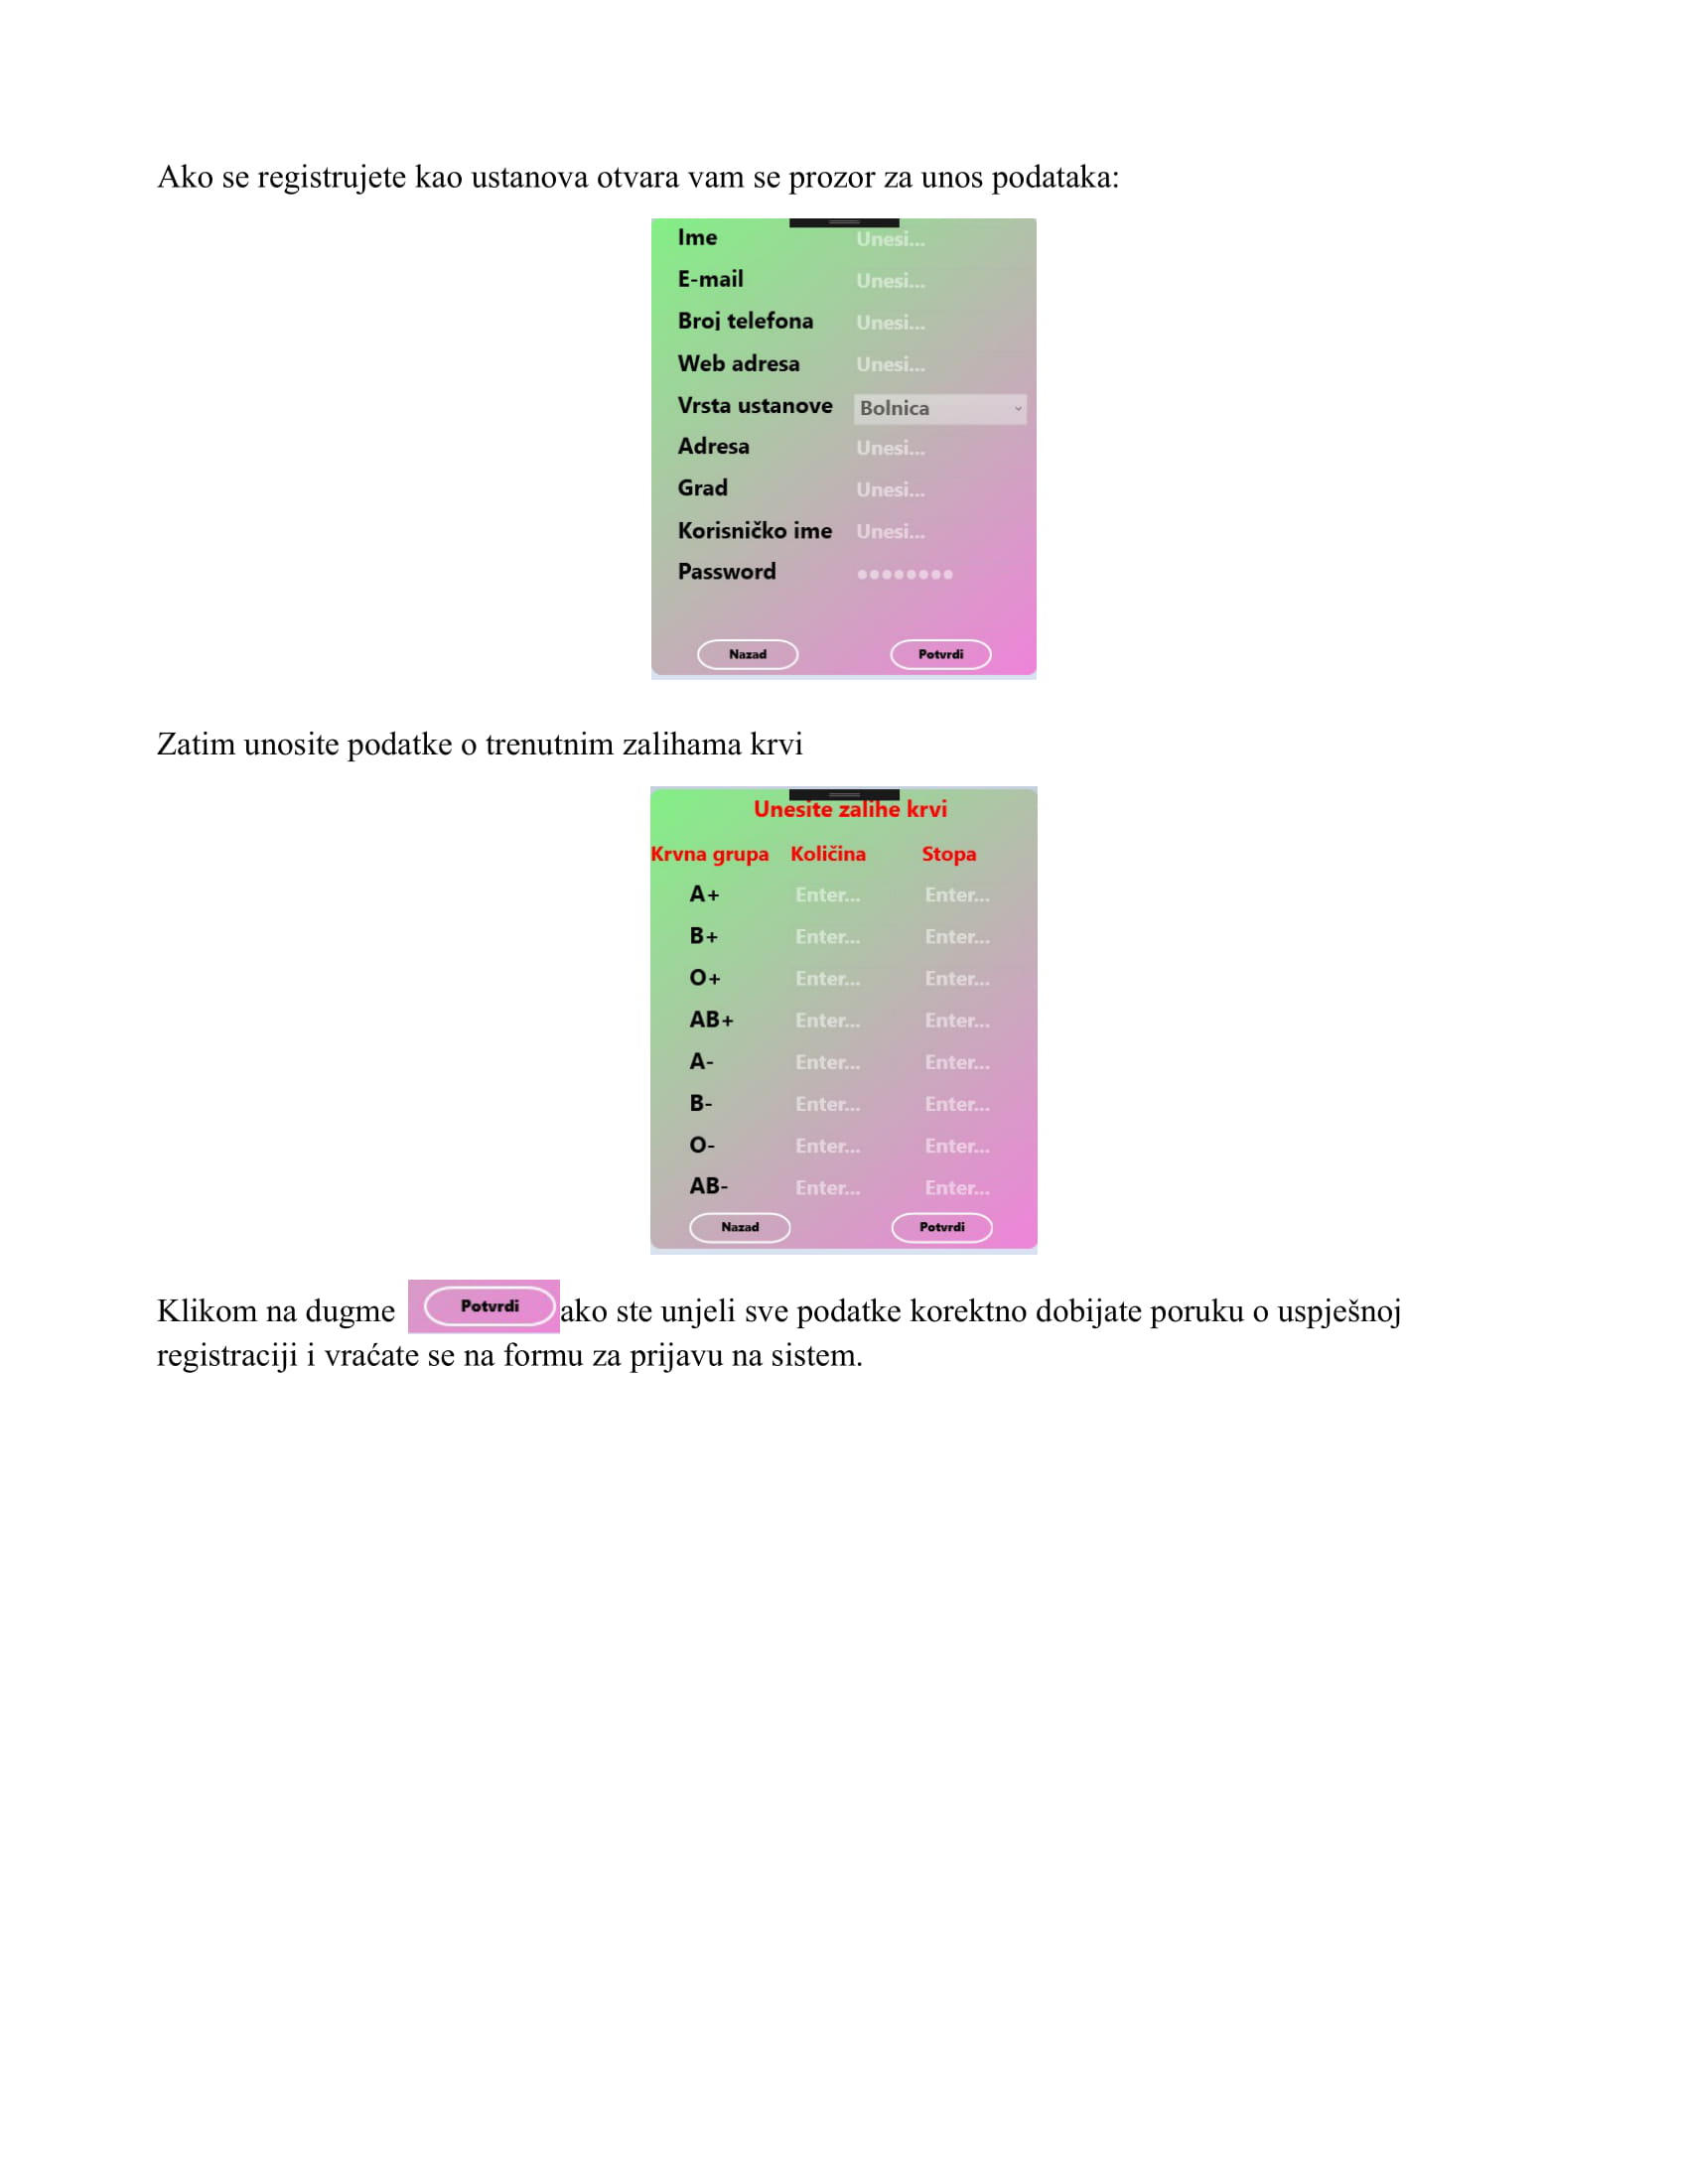 Ako se registrujete kao ustanova otvara vam se prozor za unos podataka:
Ime Unesi...
E-mail Unesi...
Broj telefona Unesi...
Web adresa Unesi...
Vrsta ustanove Bolnica
Adresa Unesi...
Grad Unesi...
Korisničko ime Unesi...
Password
Nazad Potvrdi
Zatim unosite podatke o trenutnim zalihama krvi
Unesite zalihe krvi
Krvna grupa Količina Stopa
A+ Enter... Enter...
B+ Enter... Enter...
O+ Enter... Enter...
AB+ Enter... Enter...
A- Enter... Enter...
B- Enter... Enter...
O- Enter... Enter...
AB- Enter... Enter...
Nazad Potvrdi
Klikom na dugme Potvrdi ako ste unjeli sve podatke korektno dobijate poruku o uspješnoj
registraciji i vraćate se na formu za prijavu na sistem.